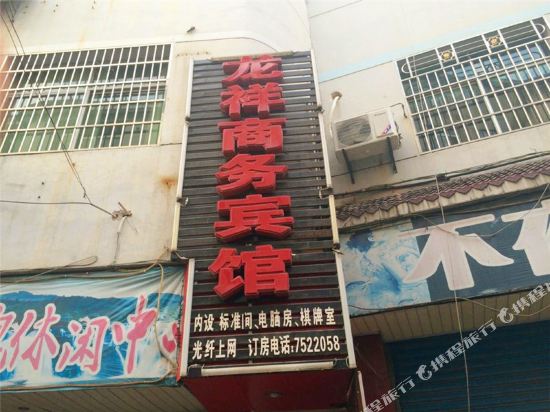 龙祥商务宾馆
内设 标准间、电脑房、棋牌室
光纤上网 订房电话:7522058
休闲中
不
携程旅行